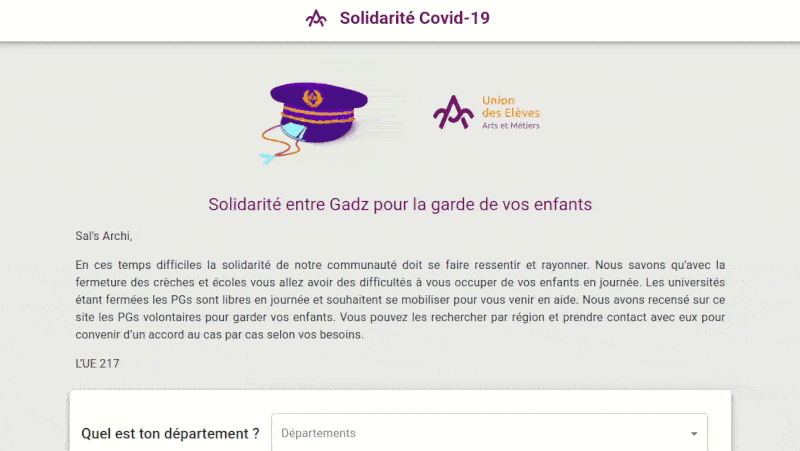 Solidarité Covid-19
Union
des Elèves
Arts et Métiers
Solidarité entre Gadz pour la garde de vos enfants
Sal's Archi,
En ces temps difficiles la solidarité de notre communauté doit se faire ressentir et rayonner. Nous savons qu'avec la
fermeture des crèches et écoles vous allez avoir des difficultés à vous occuper de vos enfants en journée. Les universités
étant fermées les PGs sont libres en journée et souhaitent se mobiliser pour vous venir en aide. Nous avons recensé sur ce
site les PGs volontaires pour garder vos enfants. Vous pouvez les rechercher par région et prendre contact avec eux pour
convenir d'un accord au cas par cas selon vos besoins.
L'UE 217
Quel est ton département ?
Départements